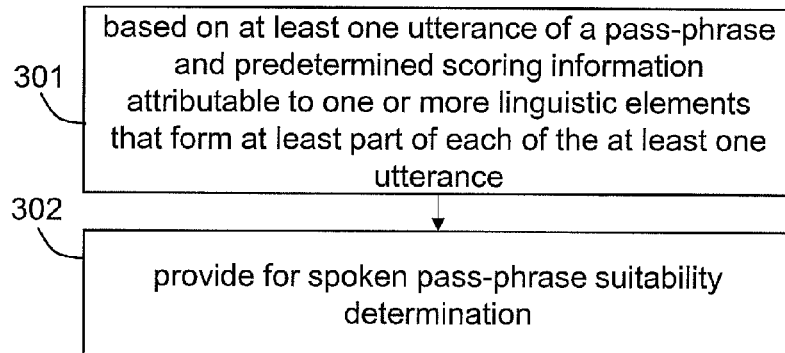 based on at least one utterance of a pass-phrase
and predetermined scoring information
301
attributable to one or more linguistic elements
that form at least part of each of the at least one
utterance
302
provide for spoken pass-phrase suitability
determination